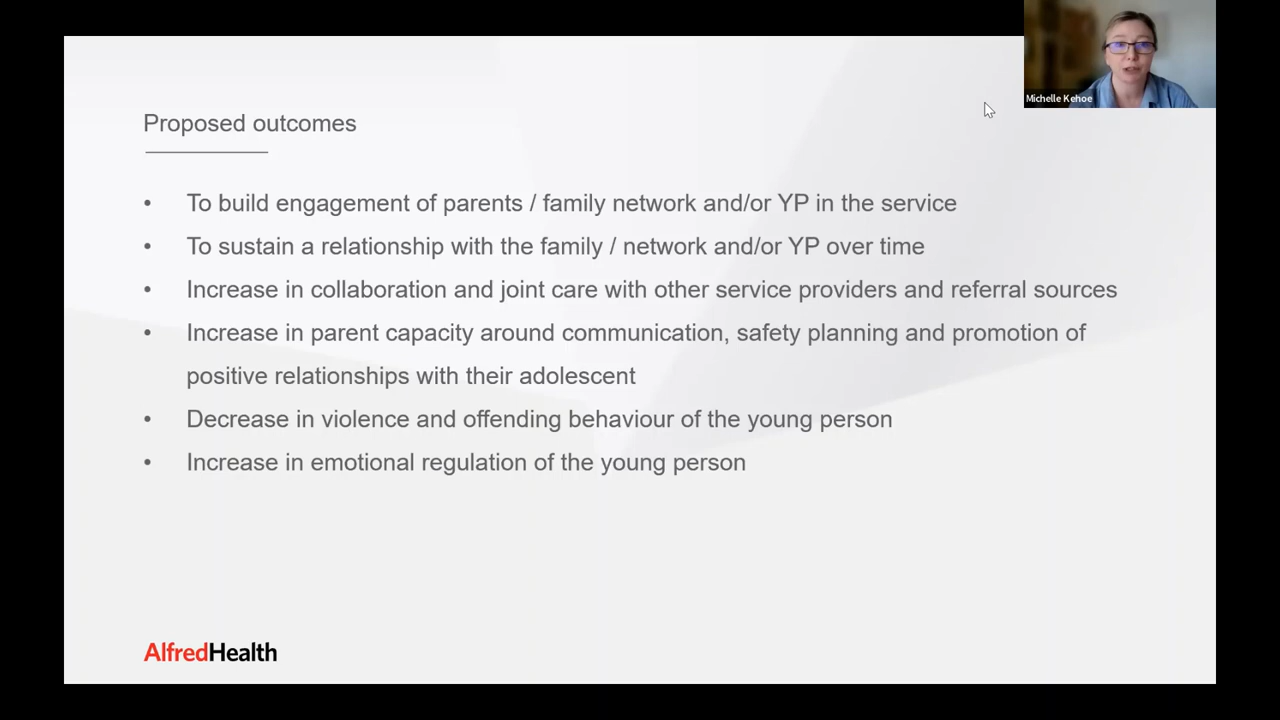 Michelle Kehoe
Proposed outcomes
• To build engagement of parents / family network and/or YP in the service
• To sustain a relationship with the family / network and/or YP over time
• Increase in collaboration and joint care with other service providers and referral sources
• Increase in parent capacity around communication, safety planning and promotion of
positive relationships with their adolescent
• Decrease in violence and offending behaviour of the young person
• Increase in emotional regulation of the young person
AlfredHealth